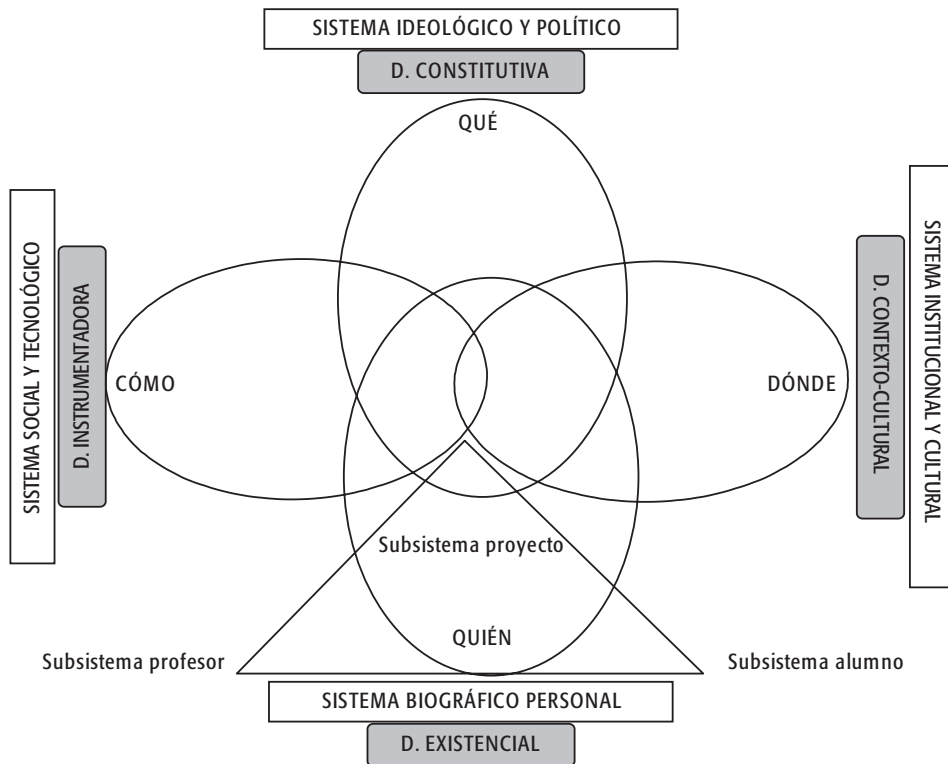 SISTEMA IDEOLÓGICO Y POLÍTICO
D. CONSTITUTIVA
QUÉ
SISTEMA SOCIAL Y TECNOLÓGICO
D. INSTRUMENTADORA
CÓMO
DÓNDE
D. CONTEXTO-CULTURAL
SISTEMA INSTITUCIONAL Y CULTURAL
Subsistema proyecto
QUIÉN
Subsistema profesor
Subsistema alumno
SISTEMA BIOGRÁFICO PERSONAL
D. EXISTENCIAL